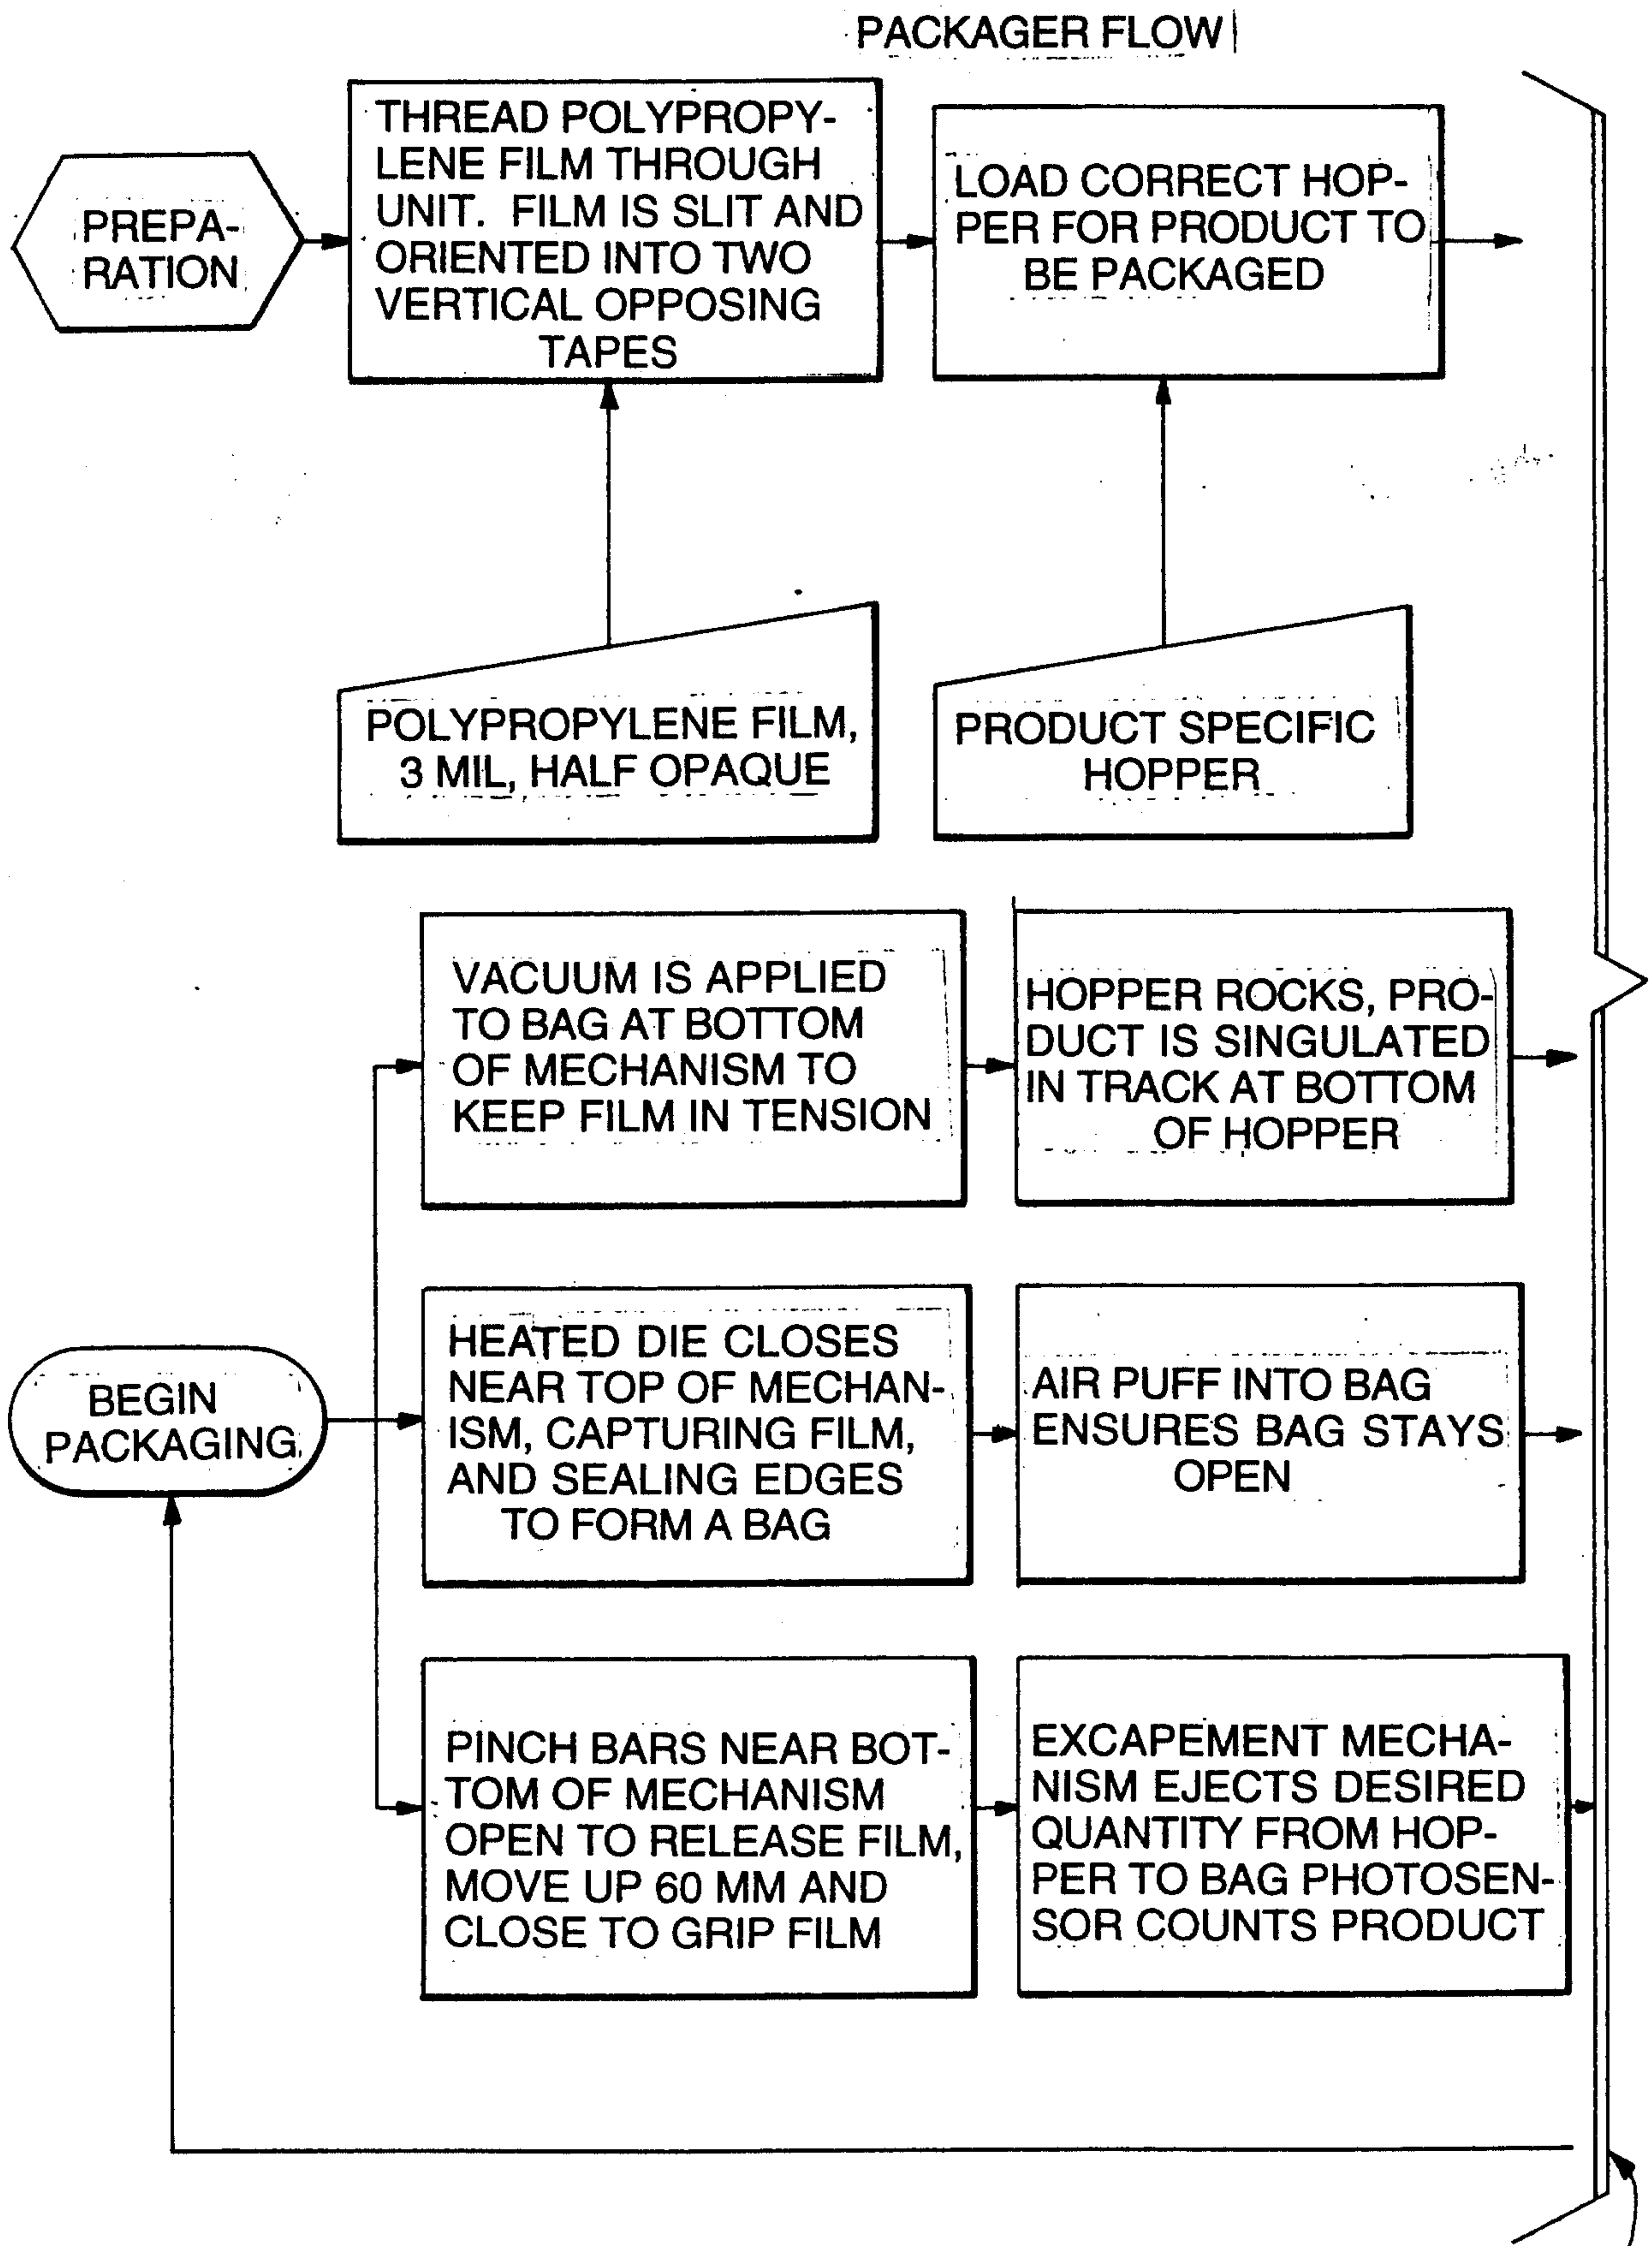 PACKAGER FLOW
PREPA-
RATION
THREAD POLYPROPY-
LENE FILM THROUGH
UNIT. FILM IS SLIT AND
ORIENTED INTO TWO
VERTICAL OPPOSING
TAPES
LOAD CORRECT HOP-
PER FOR PRODUCT TO
BE PACKAGED
POLYPROPYLENE FILM,
3 MIL, HALF OPAQUE
PRODUCT SPECIFIC
HOPPER
VACUUM IS APPLIED
TO BAG AT BOTTOM
OF MECHANISM TO
KEEP FILM IN TENSION
HOPPER ROCKS, PRO-
DUCT IS SINGULATED
IN TRACK AT BOTTOM
OF HOPPER
BEGIN
PACKAGING
HEATED DIE CLOSES
NEAR TOP OF MECHAN-
ISM, CAPTURING FILM,
AND SEALING EDGES
TO FORM A BAG
AIR PUFF INTO BAG
ENSURES BAG STAYS
OPEN
PINCH BARS NEAR BOT-
TOM OF MECHANISM
OPEN TO RELEASE FILM,
MOVE UP 60 MM AND
CLOSE TO GRIP FILM
EXCAPEMENT MECHA-
NISM EJECTS DESIRED
QUANTITY FROM HOP-
PER TO BAG PHOTOSEN-
SOR COUNTS PRODUCT